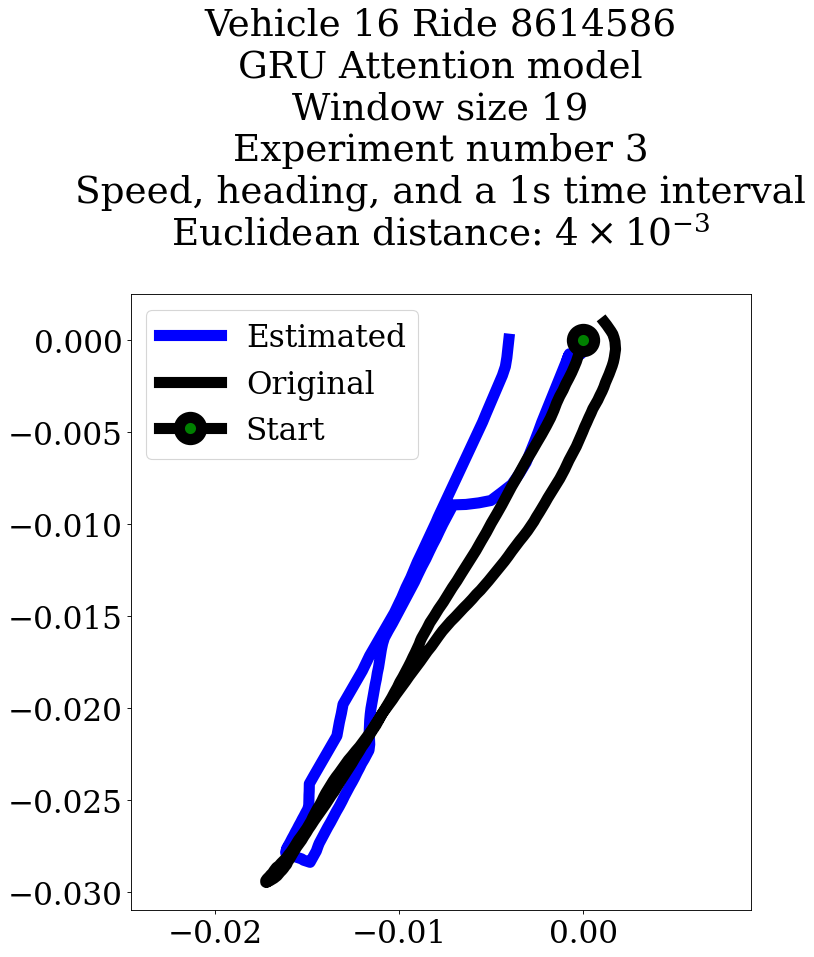 Vehicle 16 Ride 8614586
GRU Attention model
Window size 19
Experiment number 3
Speed, heading, and a 1s time interval
Euclidean distance: 4 × 10⁻³
Estimated
Original
Start
0.000
−0.005
−0.010
−0.015
−0.020
−0.025
−0.030
−0.02 −0.01 0.00